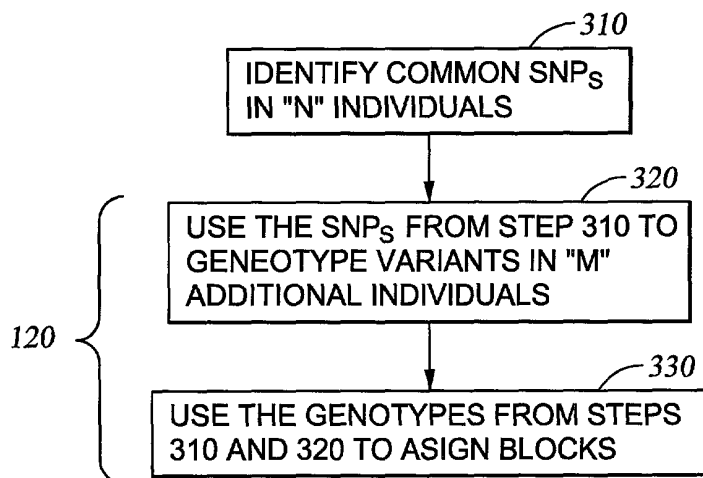 310
IDENTIFY COMMON SNPS
IN "N" INDIVIDUALS
320
USE THE SNPS FROM STEP 310 TO
GENEOTYPE VARIANTS IN "M"
ADDITIONAL INDIVIDUALS
120
330
USE THE GENOTYPES FROM STEPS
310 AND 320 TO ASIGN BLOCKS